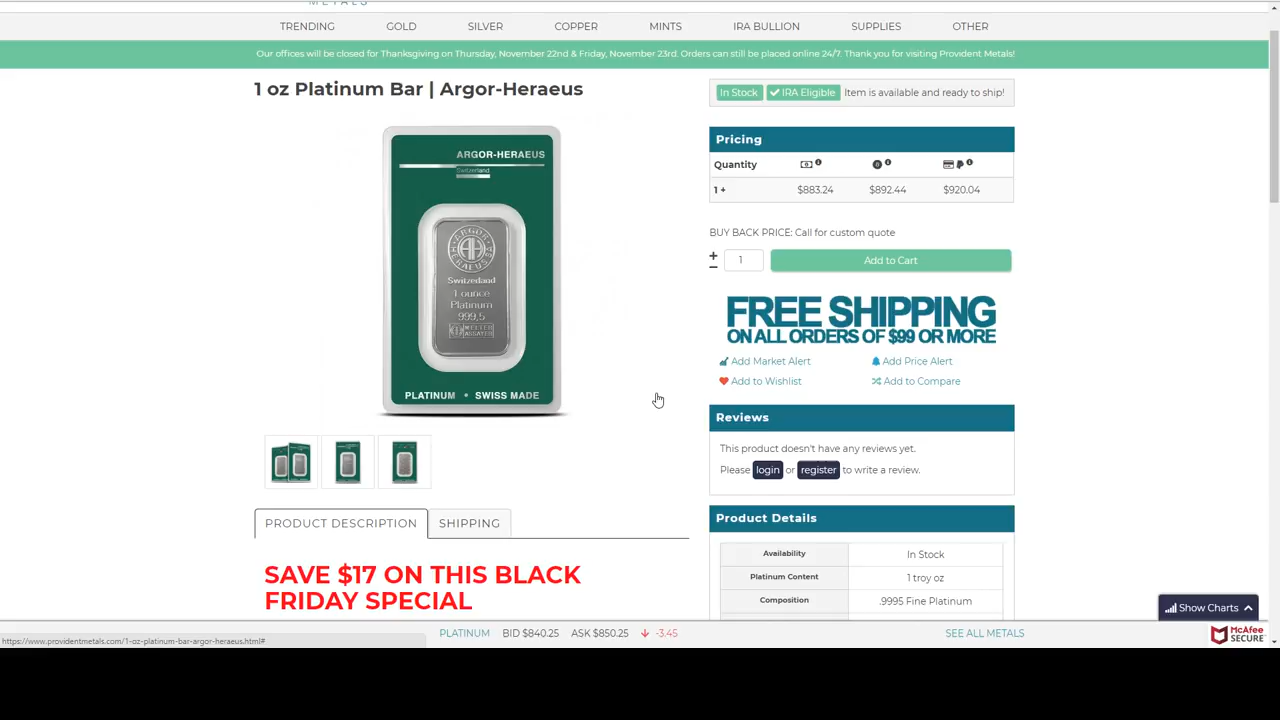 METALS
TRENDING GOLD SILVER COPPER MINTS IRA BULLION SUPPLIES OTHER
Our offices will be closed for Thanksgiving on Thursday, November 22nd & Friday, November 23rd. Orders can still be placed online 24/7. Thank you for visiting Provident Metals!
1 oz Platinum Bar | Argor-Heraeus
ARGOR-HERAEUS
Switzerland
ARGOR
HERAEUS
Switzerland
1 ounce
Platinum
999,5
MELTER
ASSAYER
PLATINUM • SWISS MADE
In Stock IRA Eligible Item is available and ready to ship!
Pricing
Quantity
1 + $883.24 $892.44 $920.04
BUY BACK PRICE: Call for custom quote
+
−
1
Add to Cart
FREE SHIPPING
ON ALL ORDERS OF $99 OR MORE
Add Market Alert Add Price Alert
Add to Wishlist Add to Compare
Reviews
This product doesn't have any reviews yet.
Please login or register to write a review.
PRODUCT DESCRIPTION SHIPPING
SAVE $17 ON THIS BLACK
FRIDAY SPECIAL
Product Details
Availability In Stock
Platinum Content 1 troy oz
Composition .9995 Fine Platinum
Show Charts
https://www.providentmetals.com/1-oz-platinum-bar-argor-heraeus.html#
PLATINUM BID $840.25 ASK $850.25 -3.45 SEE ALL METALS
McAfee
SECURE